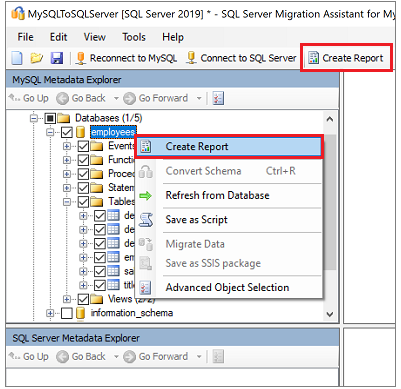 MySQLToSQLServer [SQL Server 2019] * - SQL Server Migration Assistant for My
File Edit View Tools Help
Reconnect to MySQL Connect to SQL Server Create Report
MySQL Metadata Explorer
Go Up Go Back Go Forward
Databases (1/5)
employees
Events
Functio
Proced
Statem
Tables
de
de
de
em
sa
title
Views (2/2)
information_schema
Create Report
Convert Schema Ctrl+R
Refresh from Database
Save as Script
Migrate Data
Save as SSIS package
Advanced Object Selection
SQL Server Metadata Explorer
Go Up Go Back Go Forward